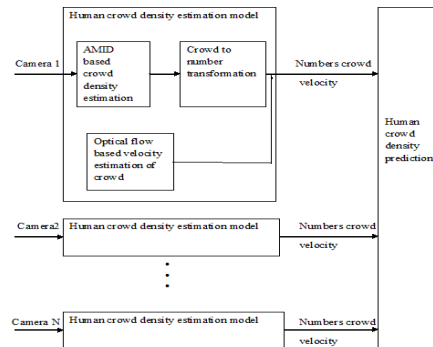 Human crowd density estimation model
Camera 1
AMID
based
crowd
density
estimation
Crowd to
number
transformation
Numbers crowd
velocity
Optical flow
based velocity
estimation of
crowd
Human
crowd
density
prediction
Camera2
Human crowd density estimation model
Numbers crowd
velocity
Camera N
Human crowd density estimation model
Numbers crowd
velocity